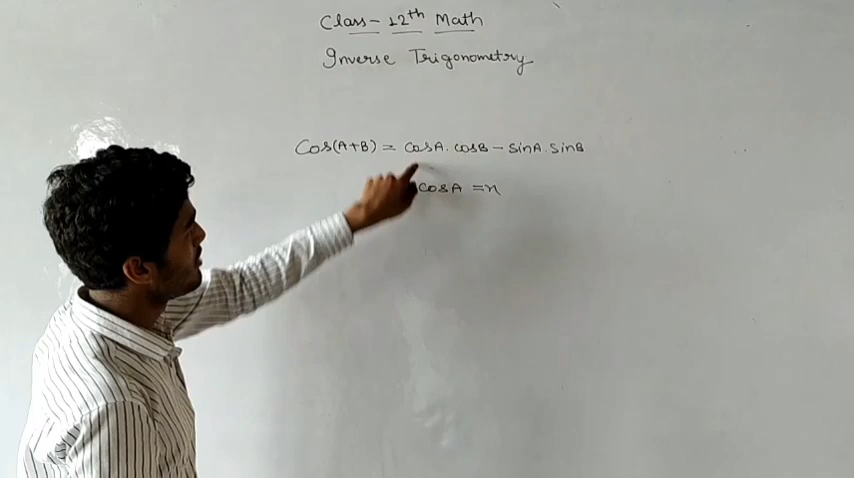 Class- 12th Math
Inverse Trigonometry
Cos(A+B) = cosA. cosB - sinA. sinB
cosA = x